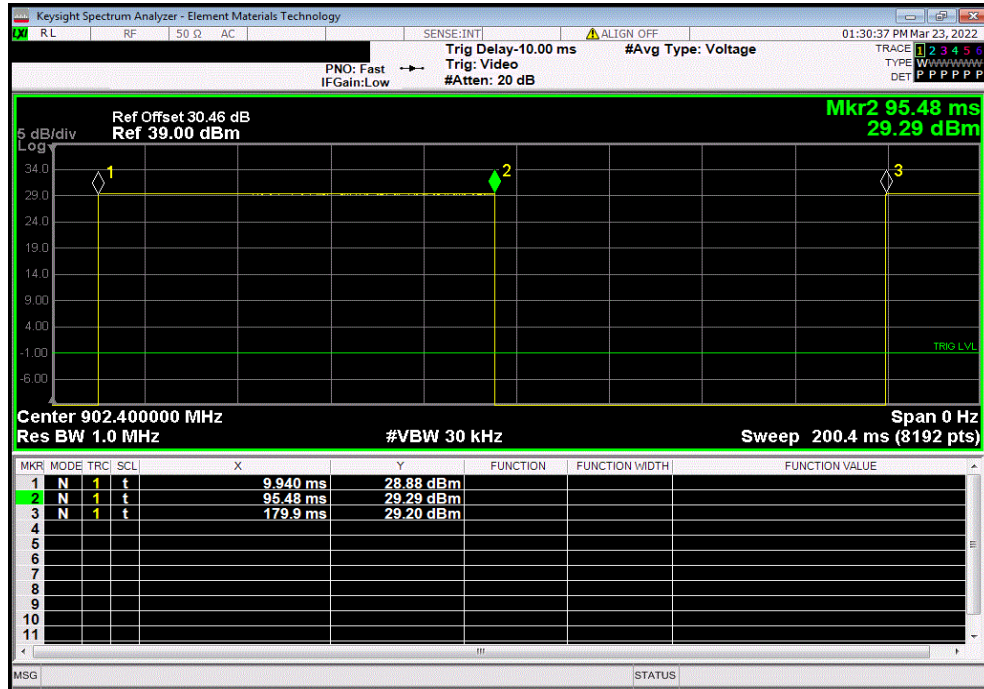 Keysight Spectrum Analyzer - Element Materials Technology
LXI RL RF 50 Ω AC SENSE:INT ALIGN OFF 01:30:37 PM Mar 23, 2022
Trig Delay-10.00 ms #Avg Type: Voltage TRACE 1 2 3 4 5 6
PNO: Fast Trig: Video TYPE WWWWWW
IFGain:Low #Atten: 20 dB DET P P P P P P
Mkr2 95.48 ms
29.29 dBm
Ref Offset 30.46 dB
5 dB/div Ref 39.00 dBm
Log
1 2 3
34.0
29.0
24.0
19.0
14.0
9.00
4.00
-1.00 TRIG LVL
-6.00
Center 902.400000 MHz Span 0 Hz
Res BW 1.0 MHz #VBW 30 kHz Sweep 200.4 ms (8192 pts)
MKR MODE TRC SCL X Y FUNCTION FUNCTION WIDTH FUNCTION VALUE
1 N 1 t 9.940 ms 28.88 dBm
2 N 1 t 95.48 ms 29.29 dBm
3 N 1 t 179.9 ms 29.20 dBm
4
5
6
7
8
9
10
11
MSG STATUS